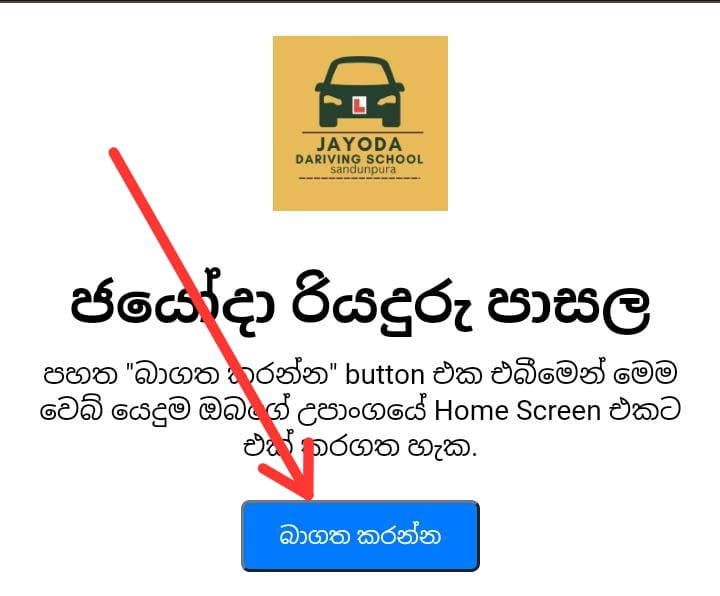 JAYODA
DARIVING SCHOOL
sandunpura
ජයෝදා රියදුරු පාසල
පහත "බාගත කරන්න" button එක එබීමෙන් මෙම
වෙබ් යෙදුම ඔබගේ උපාංගයේ Home Screen එකට
එක් කරගත හැක.
බාගත කරන්න